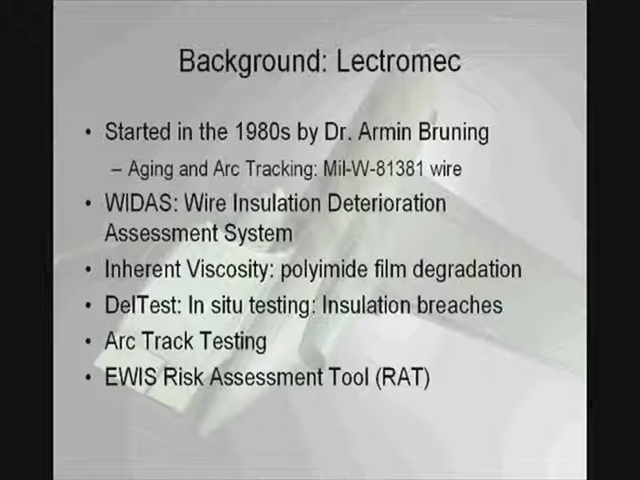 Background: Lectromec
• Started in the 1980s by Dr. Armin Bruning
– Aging and Arc Tracking: Mil-W-81381 wire
• WIDAS: Wire Insulation Deterioration
Assessment System
• Inherent Viscosity: polyimide film degradation
• DelTest: In situ testing: Insulation breaches
• Arc Track Testing
• EWIS Risk Assessment Tool (RAT)